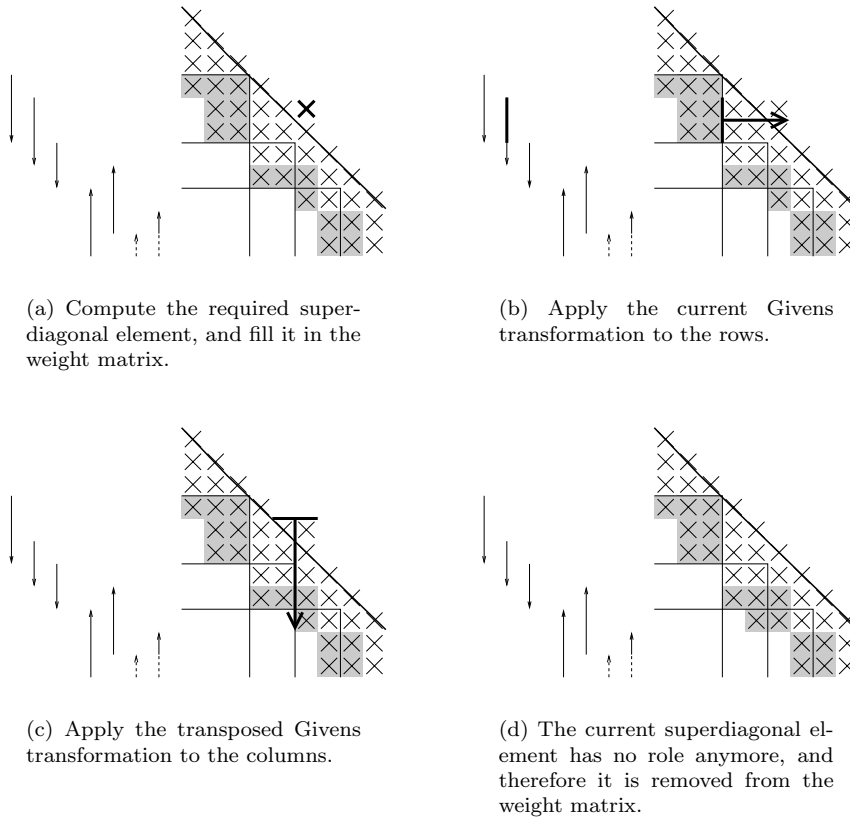 (a) Compute the required super-
diagonal element, and fill it in the
weight matrix.
(b) Apply the current Givens
transformation to the rows.
(c) Apply the transposed Givens
transformation to the columns.
(d) The current superdiagonal el-
ement has no role anymore, and
therefore it is removed from the
weight matrix.